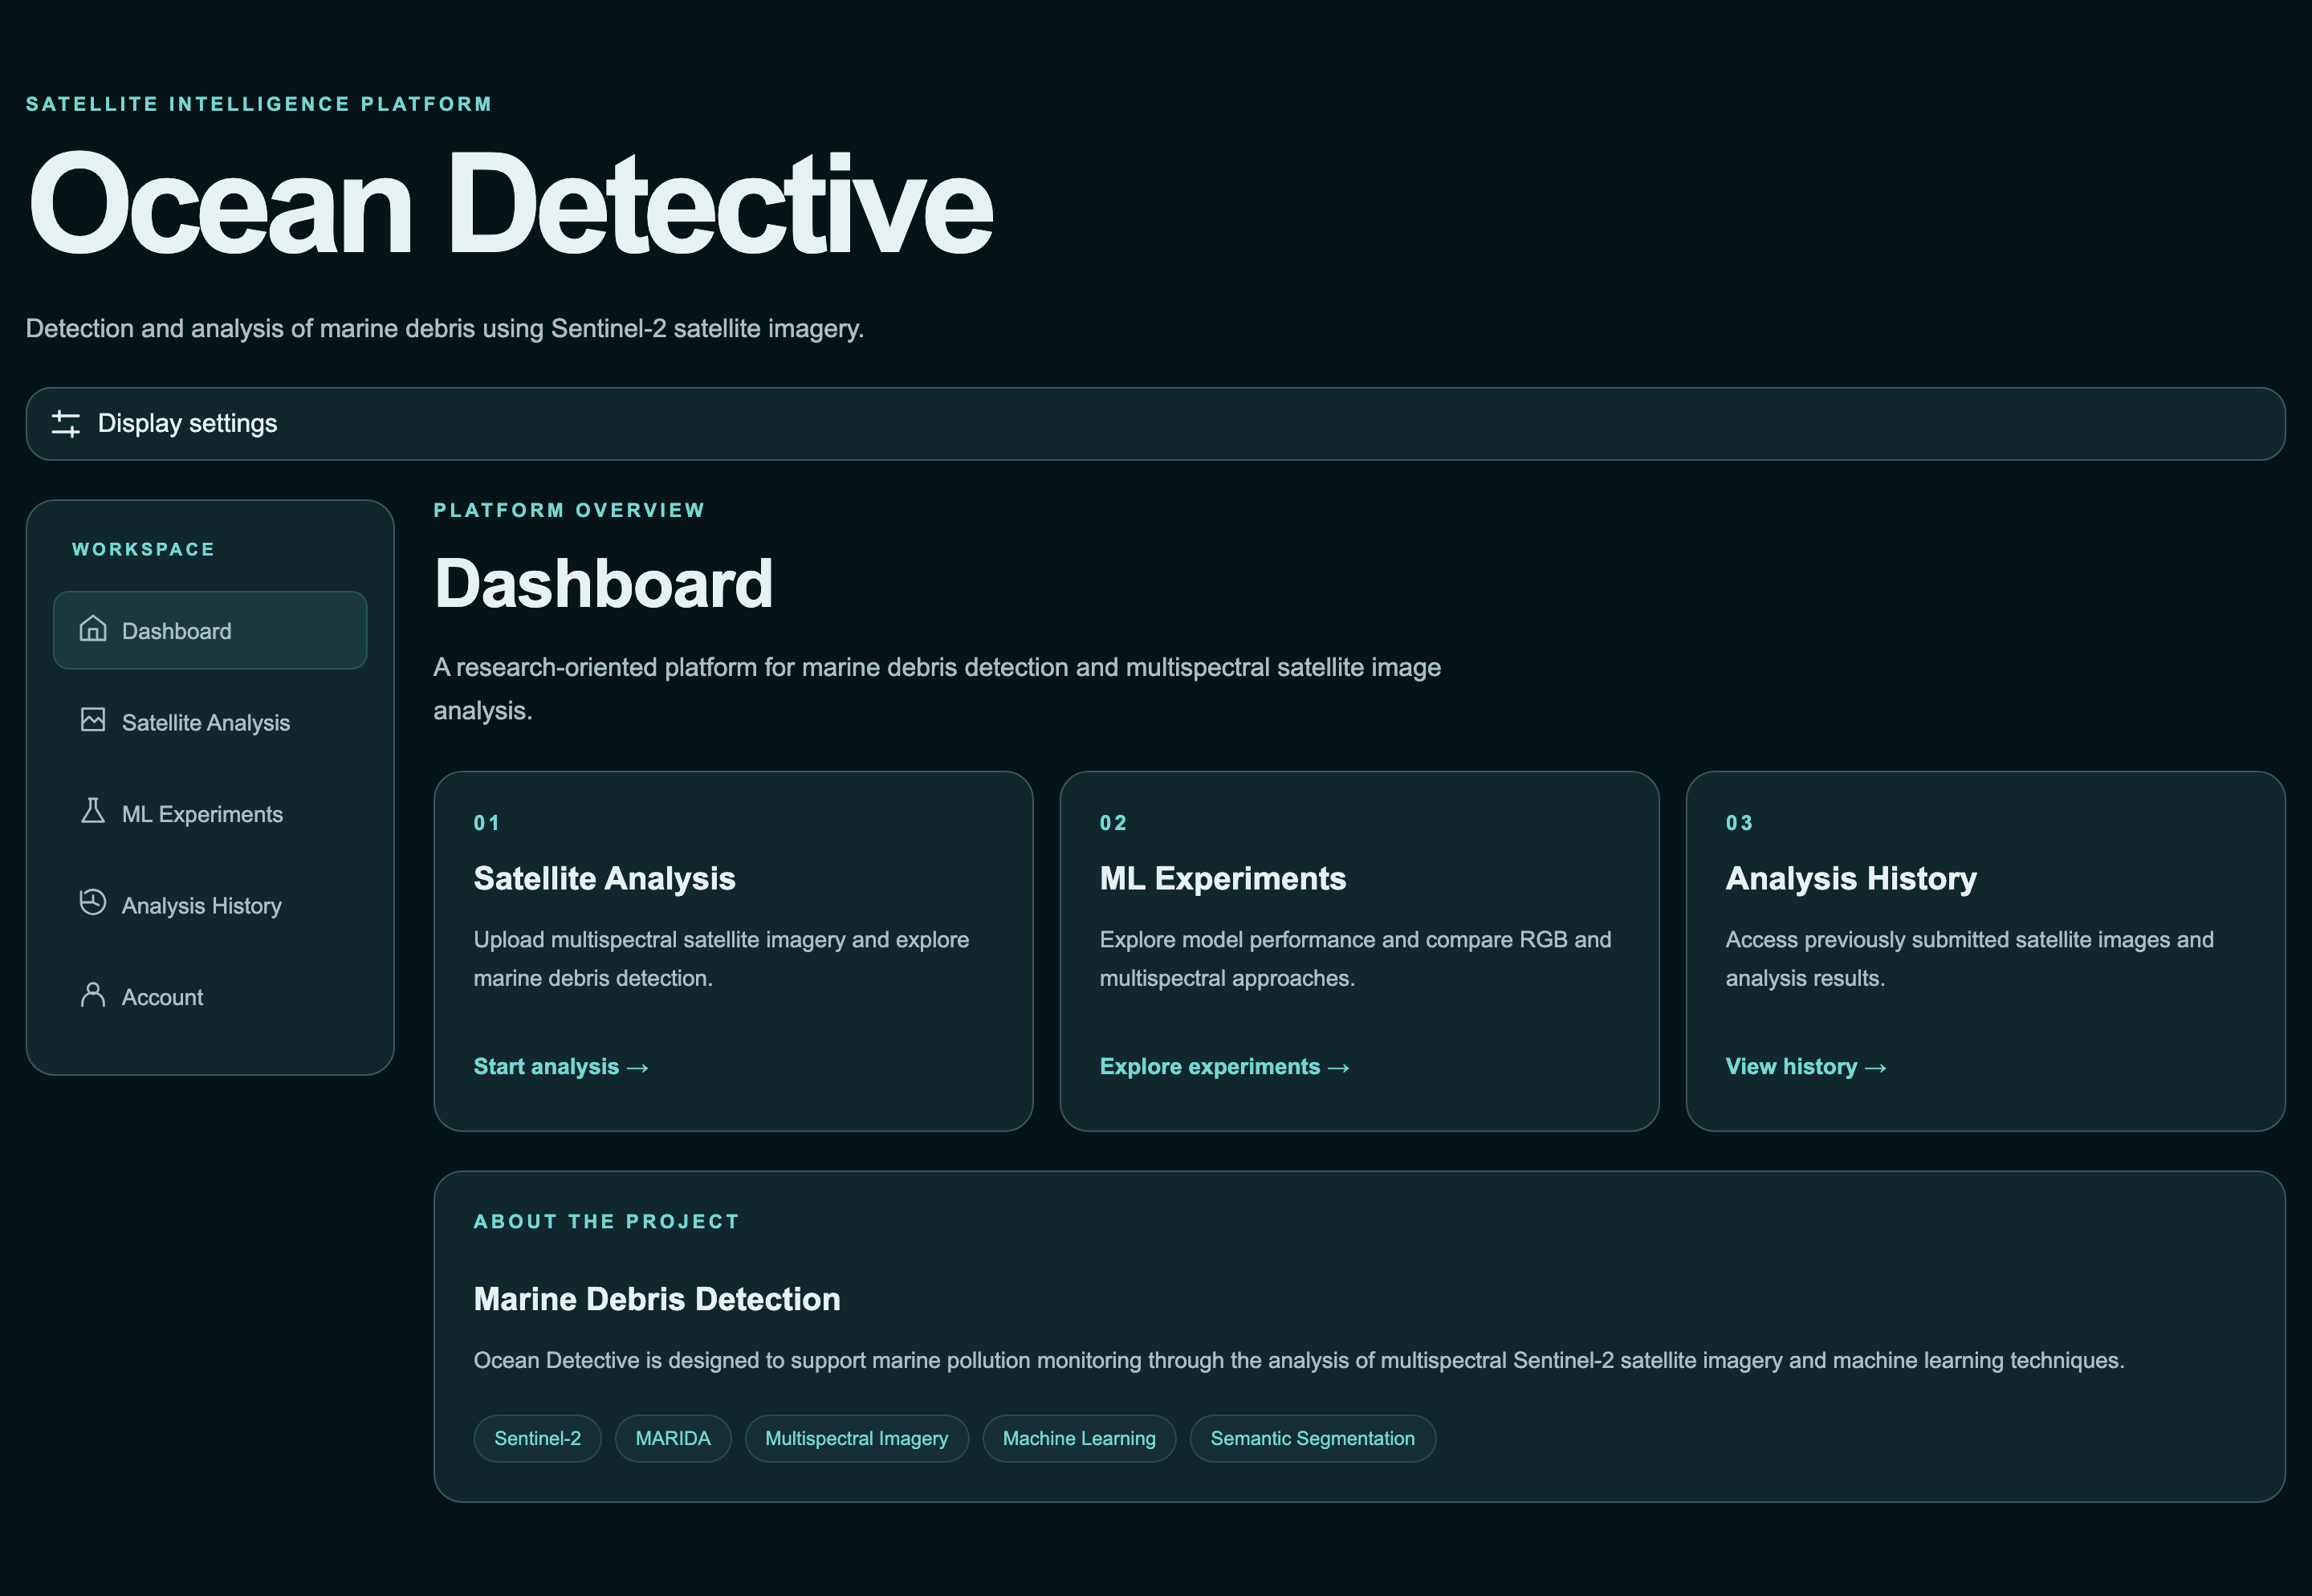 SATELLITE INTELLIGENCE PLATFORM
Ocean Detective
Detection and analysis of marine debris using Sentinel-2 satellite imagery.
Display settings
WORKSPACE
Dashboard
Satellite Analysis
ML Experiments
Analysis History
Account
PLATFORM OVERVIEW
Dashboard
A research-oriented platform for marine debris detection and multispectral satellite image
analysis.
01
Satellite Analysis
Upload multispectral satellite imagery and explore
marine debris detection.
Start analysis →
02
ML Experiments
Explore model performance and compare RGB and
multispectral approaches.
Explore experiments →
03
Analysis History
Access previously submitted satellite images and
analysis results.
View history →
ABOUT THE PROJECT
Marine Debris Detection
Ocean Detective is designed to support marine pollution monitoring through the analysis of multispectral Sentinel-2 satellite imagery and machine learning techniques.
Sentinel-2
MARIDA
Multispectral Imagery
Machine Learning
Semantic Segmentation